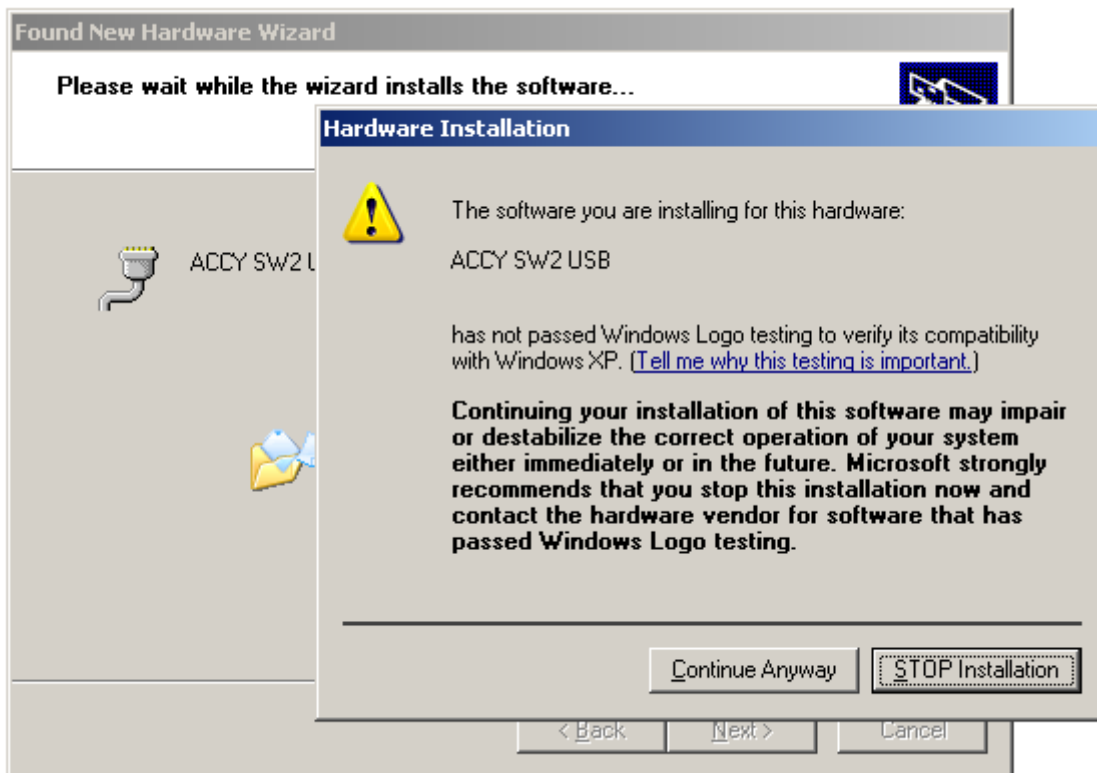 Found New Hardware Wizard
Please wait while the wizard installs the software...
Hardware Installation
The software you are installing for this hardware:
ACCY SW2 USB
ACCY SW2
has not passed Windows Logo testing to verify its compatibility
with Windows XP. (Tell me why this testing is important.)
Continuing your installation of this software may impair
or destabilize the correct operation of your system
either immediately or in the future. Microsoft strongly
recommends that you stop this installation now and
contact the hardware vendor for software that has
passed Windows Logo testing.
Continue Anyway
STOP Installation
< Back
Next >
Cancel